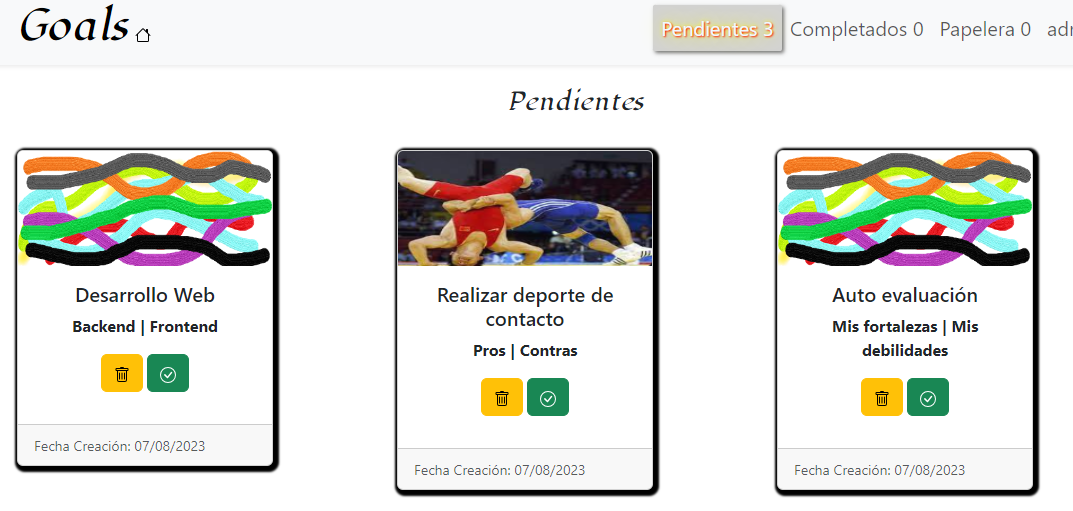 Goals
Pendientes 3 Completados 0 Papelera 0
Pendientes
Desarrollo Web
Backend | Frontend
Fecha Creación: 07/08/2023
Realizar deporte de
contacto
Pros | Contras
Fecha Creación: 07/08/2023
Auto evaluación
Mis fortalezas | Mis
debilidades
Fecha Creación: 07/08/2023